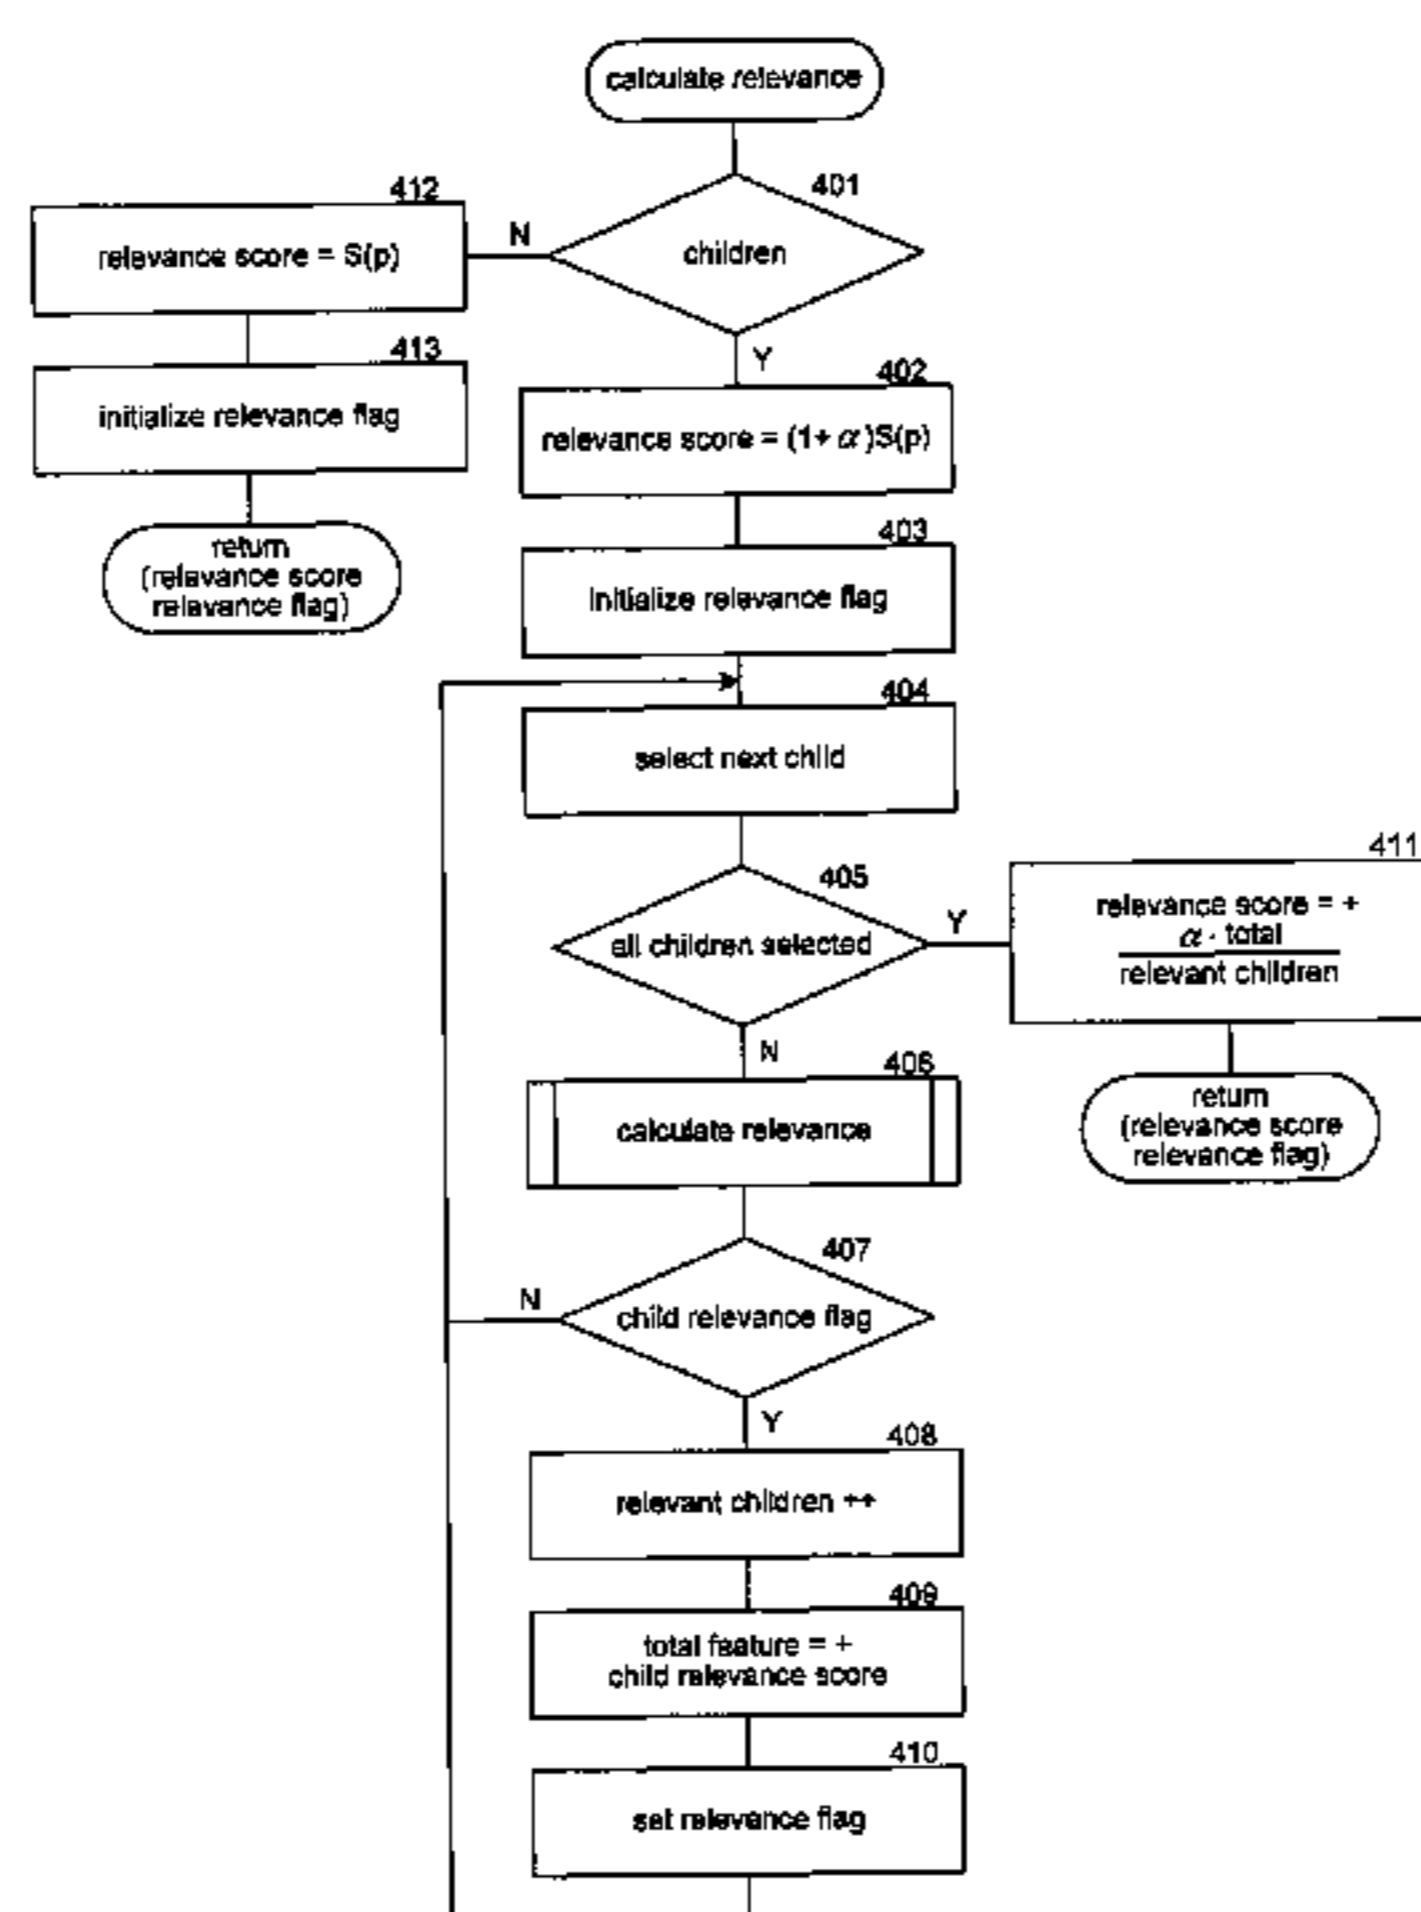 calculate relevance
401
children
N
Y
412
relevance score = S(p)
413
initialize relevance flag
return
(relevance score
relevance flag)
402
relevance score = (1+ α)S(p)
403
initialize relevance flag
404
select next child
405
all children selected
Y
N
411
relevance score = +
α · total
relevant children
return
(relevance score
relevance flag)
406
calculate relevance
407
child relevance flag
N
Y
408
relevant children ++
409
total feature = +
child relevance score
410
set relevance flag